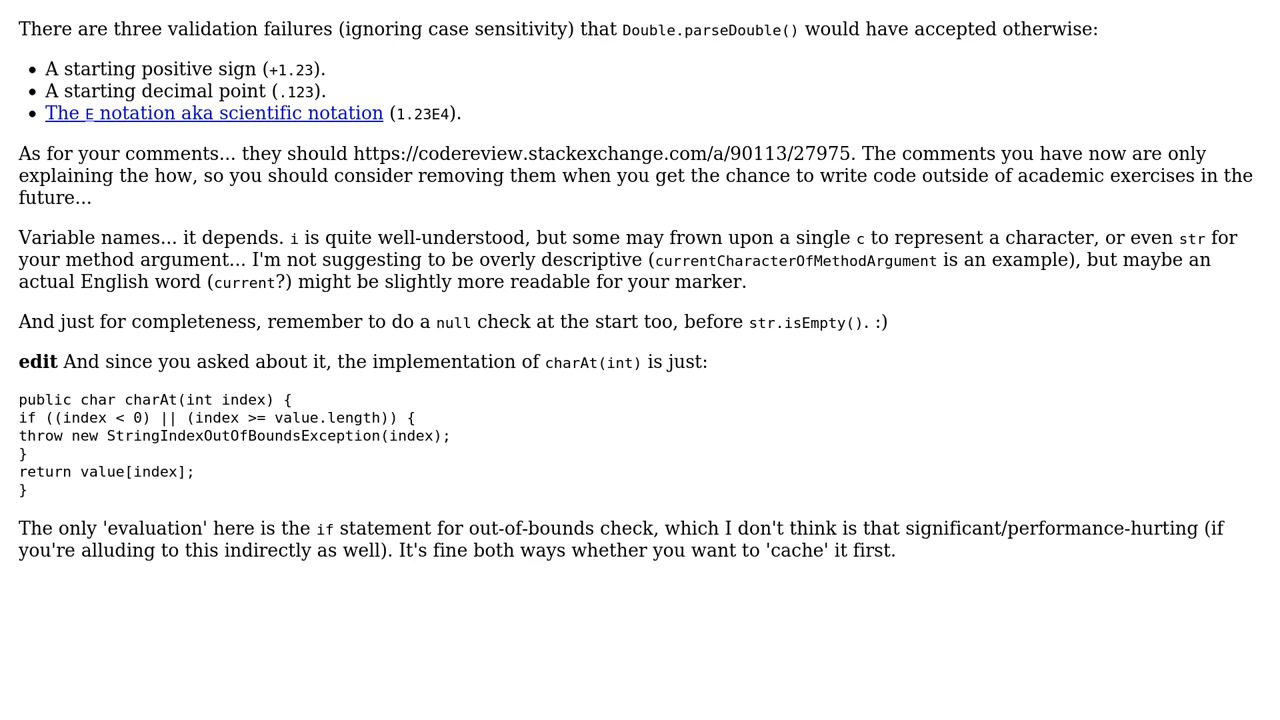 There are three validation failures (ignoring case sensitivity) that Double.parseDouble() would have accepted otherwise:
• A starting positive sign (+1.23).
• A starting decimal point (.123).
• The E notation aka scientific notation (1.23E4).
As for your comments... they should https://codereview.stackexchange.com/a/90113/27975. The comments you have now are only
explaining the how, so you should consider removing them when you get the chance to write code outside of academic exercises in the
future...
Variable names... it depends. i is quite well-understood, but some may frown upon a single c to represent a character, or even str for
your method argument... I'm not suggesting to be overly descriptive (currentCharacterOfMethodArgument is an example), but maybe an
actual English word (current?) might be slightly more readable for your marker.
And just for completeness, remember to do a null check at the start too, before str.isEmpty(). :)
edit And since you asked about it, the implementation of charAt(int) is just:
public char charAt(int index) {
if ((index < 0) || (index >= value.length)) {
throw new StringIndexOutOfBoundsException(index);
}
return value[index];
}
The only 'evaluation' here is the if statement for out-of-bounds check, which I don't think is that significant/performance-hurting (if
you're alluding to this indirectly as well). It's fine both ways whether you want to 'cache' it first.